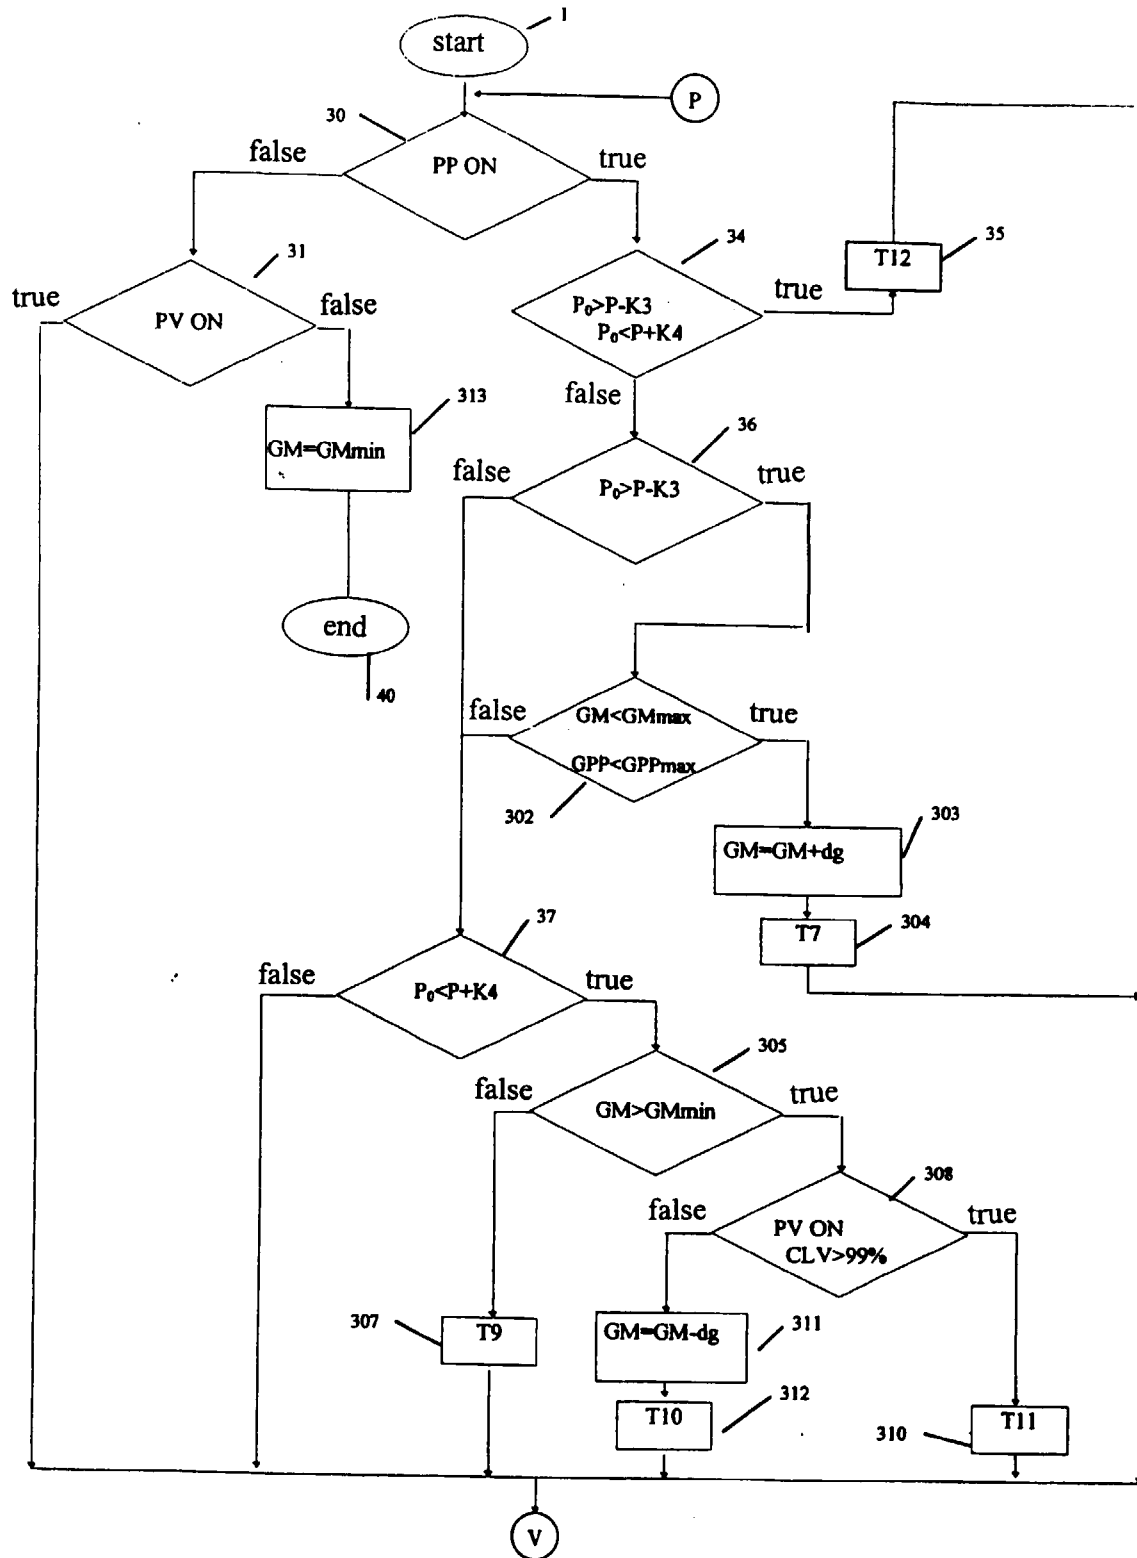 1
start
P
30
false
PP ON
true
34
35
T12
31
true
PV ON
false
P₀>P-K3
P₀<P+K4
true
false
313
GM=GMmin
36
false
P₀>P-K3
true
end
40
false
GM<GMmax
true
GPP<GPPmax
302
303
GM=GM+dg
37
T7
304
false
P₀<P+K4
true
305
false
GM>GMmin
true
308
false
PV ON
CLV>99%
true
307
T9
GM=GM-dg
311
T10
312
310
T11
V